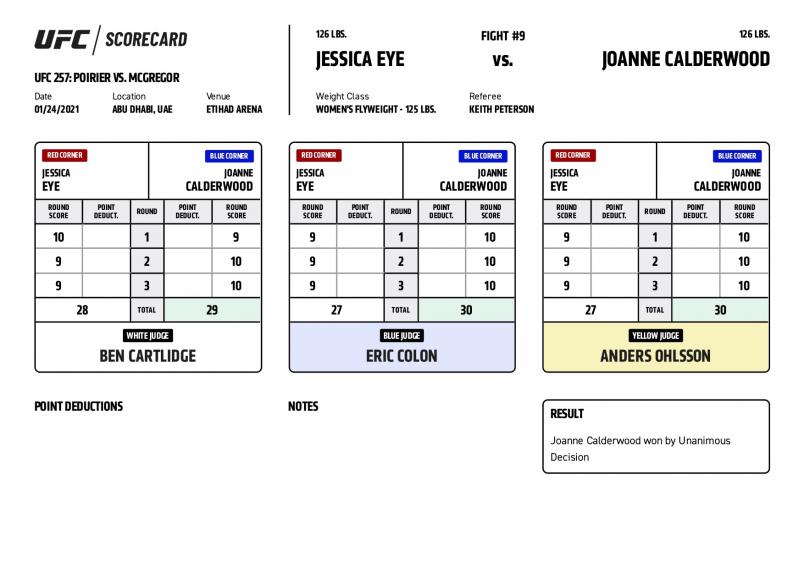 UFC / SCORECARD
UFC 257: POIRIER VS. MCGREGOR
Date Location Venue
01/24/2021 ABU DHABI, UAE ETIHAD ARENA
126 LBS. FIGHT #9 126 LBS.
JESSICA EYE VS. JOANNE CALDERWOOD
Weight Class Referee
WOMEN'S FLYWEIGHT - 125 LBS. KEITH PETERSON
RED CORNER BLUE CORNER
JESSICA JOANNE
EYE CALDERWOOD
ROUND SCORE POINT DEDUCT. ROUND POINT DEDUCT. ROUND SCORE
10 1 9
9 2 10
9 3 10
28 TOTAL 29
WHITE JUDGE
BEN CARTLIDGE
RED CORNER BLUE CORNER
JESSICA JOANNE
EYE CALDERWOOD
ROUND SCORE POINT DEDUCT. ROUND POINT DEDUCT. ROUND SCORE
9 1 10
9 2 10
9 3 10
27 TOTAL 30
BLUE JUDGE
ERIC COLON
RED CORNER BLUE CORNER
JESSICA JOANNE
EYE CALDERWOOD
ROUND SCORE POINT DEDUCT. ROUND POINT DEDUCT. ROUND SCORE
9 1 10
9 2 10
9 3 10
27 TOTAL 30
YELLOW JUDGE
ANDERS OHLSSON
POINT DEDUCTIONS
NOTES
RESULT
Joanne Calderwood won by Unanimous
Decision